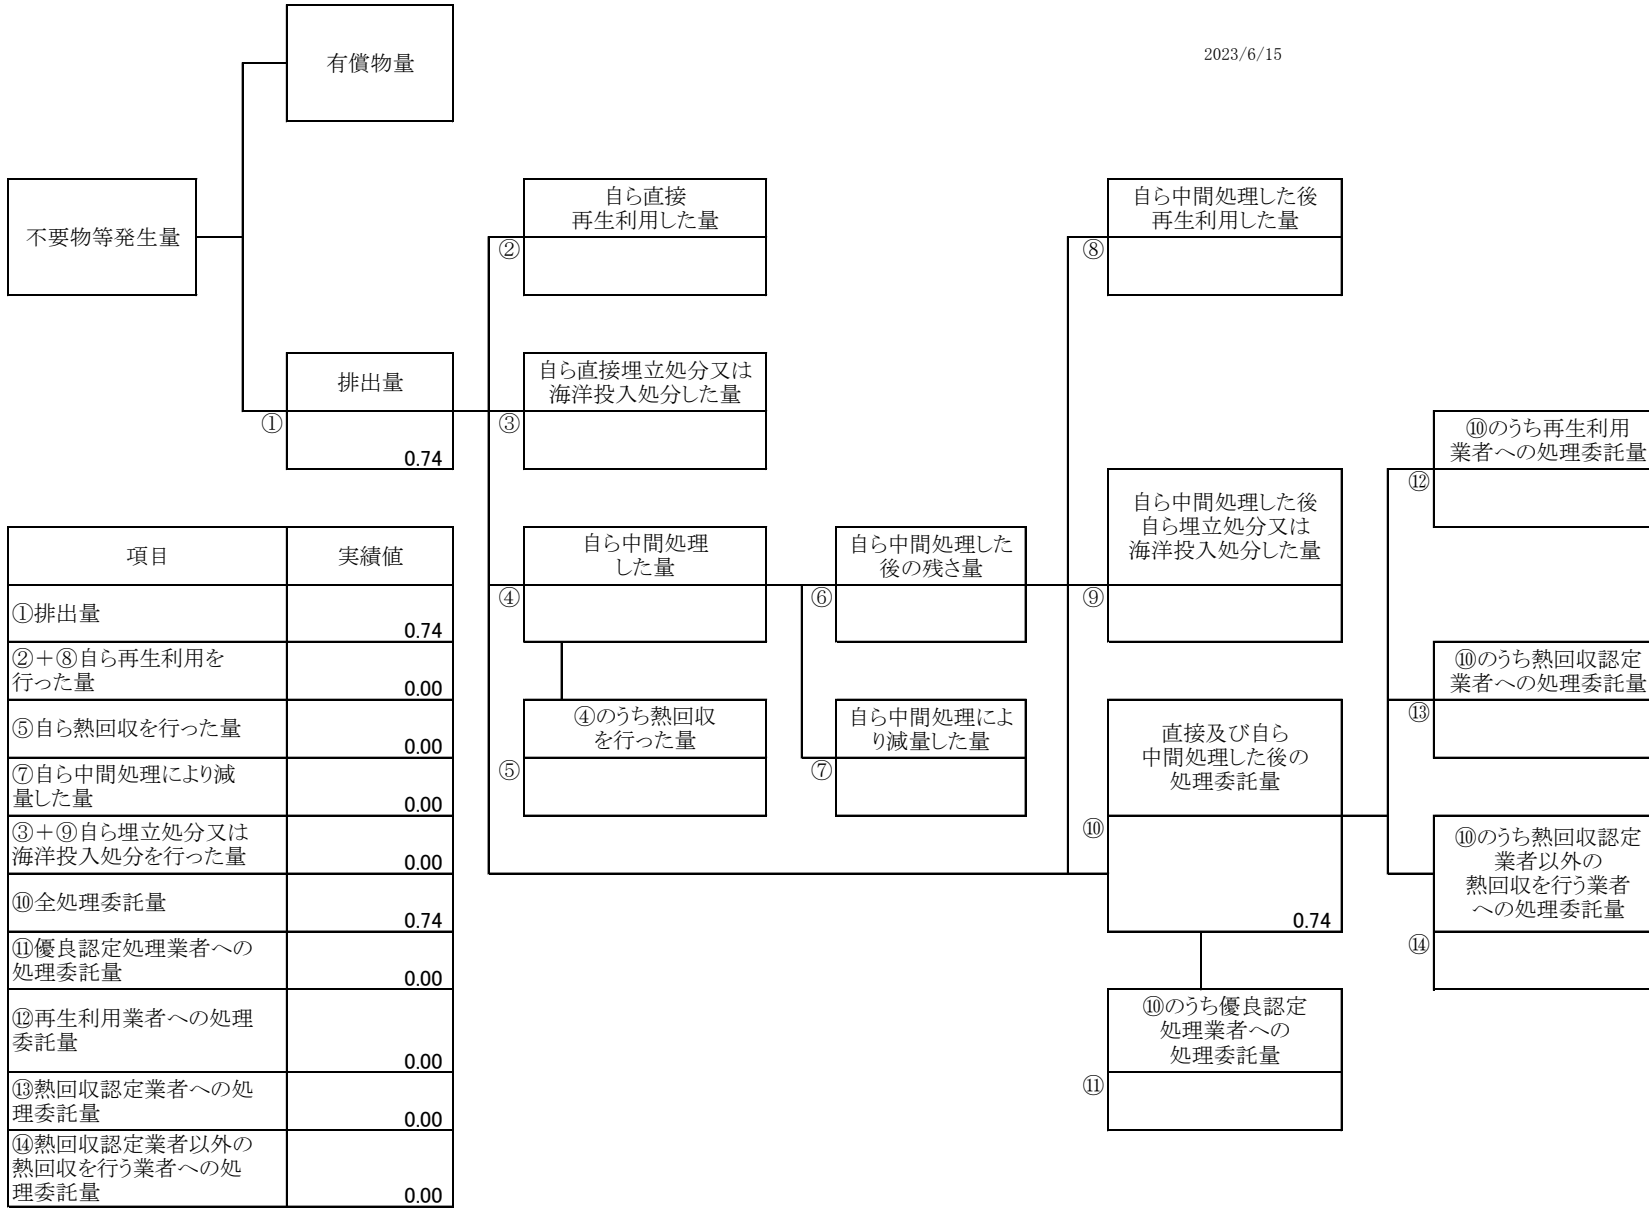 有償物量
2023/6/15
不要物等発生量
自ら直接
再生利用した量
②
自ら中間処理した後
再生利用した量
⑧
排出量
①
0.74
自ら直接埋立処分又は
海洋投入処分した量
③
⑩のうち再生利用
業者への処理委託量
⑫
自ら中間処理した後
自ら埋立処分又は
海洋投入処分した量
⑨
自ら中間処理
した量
④
自ら中間処理した
後の残さ量
⑥
④のうち熱回収
を行った量
⑤
自ら中間処理によ
り減量した量
⑦
直接及び自ら
中間処理した後の
処理委託量
⑩
0.74
⑩のうち熱回収認定
業者への処理委託量
⑬
⑩のうち熱回収認定
業者以外の
熱回収を行う業者
への処理委託量
⑭
⑩のうち優良認定
処理業者への
処理委託量
⑪
項目 実績値
①排出量 0.74
②＋⑧自ら再生利用を
行った量 0.00
⑤自ら熱回収を行った量 0.00
⑦自ら中間処理により減
量した量 0.00
③＋⑨自ら埋立処分又は
海洋投入処分を行った量 0.00
⑩全処理委託量 0.74
⑪優良認定処理業者への
処理委託量 0.00
⑫再生利用業者への処理
委託量 0.00
⑬熱回収認定業者への処
理委託量 0.00
⑭熱回収認定業者以外の
熱回収を行う業者への処
理委託量 0.00